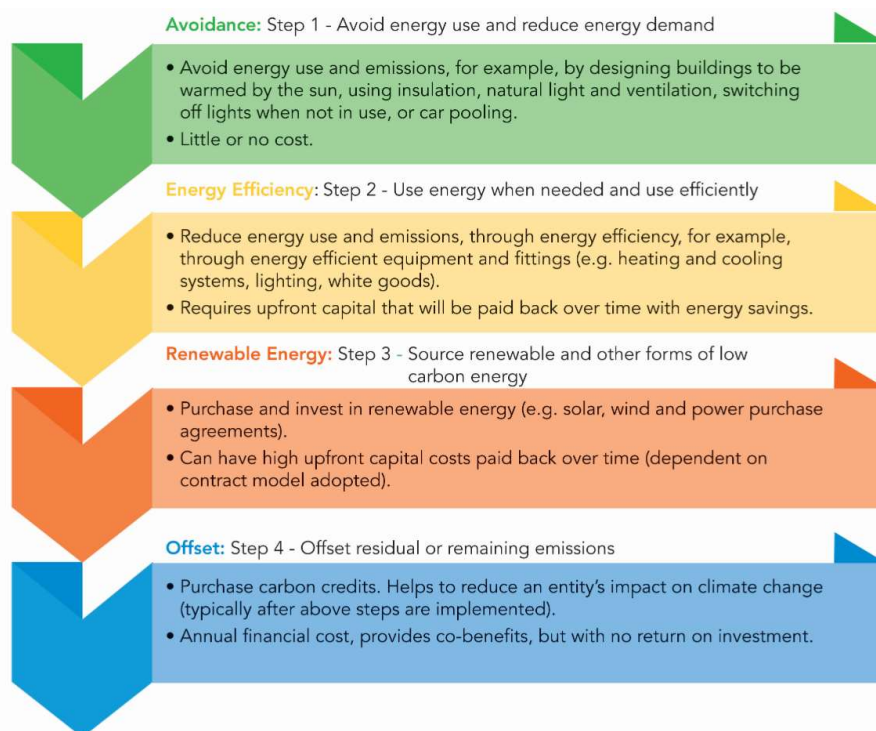 Avoidance: Step 1 - Avoid energy use and reduce energy demand
• Avoid energy use and emissions, for example, by designing buildings to be
warmed by the sun, using insulation, natural light and ventilation, switching
off lights when not in use, or car pooling.
• Little or no cost.
Energy Efficiency: Step 2 - Use energy when needed and use efficiently
• Reduce energy use and emissions, through energy efficiency, for example,
through energy efficient equipment and fittings (e.g. heating and cooling
systems, lighting, white goods).
• Requires upfront capital that will be paid back over time with energy savings.
Renewable Energy: Step 3 - Source renewable and other forms of low
carbon energy
• Purchase and invest in renewable energy (e.g. solar, wind and power purchase
agreements).
• Can have high upfront capital costs paid back over time (dependent on
contract model adopted).
Offset: Step 4 - Offset residual or remaining emissions
• Purchase carbon credits. Helps to reduce an entity’s impact on climate change
(typically after above steps are implemented).
• Annual financial cost, provides co-benefits, but with no return on investment.